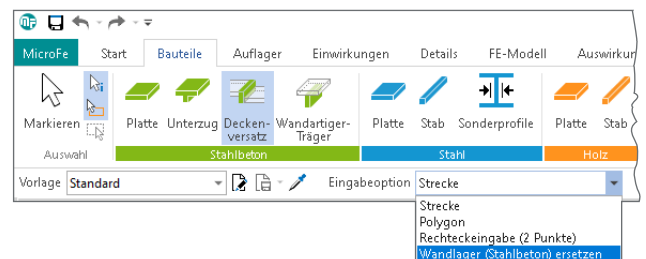 MicroFe Start Bauteile Auflager Einwirkungen Details FE-Modell Auswirkun
Markieren Platte Unterzug Decken-versatz Wandartiger-Träger Platte Stab Sonderprofile Platte Stab
Auswahl Stahlbeton Stahl Holz
Vorlage Standard Eingabeoption Strecke
Strecke
Polygon
Rechteckeingabe (2 Punkte)
Wandlager (Stahlbeton) ersetzen